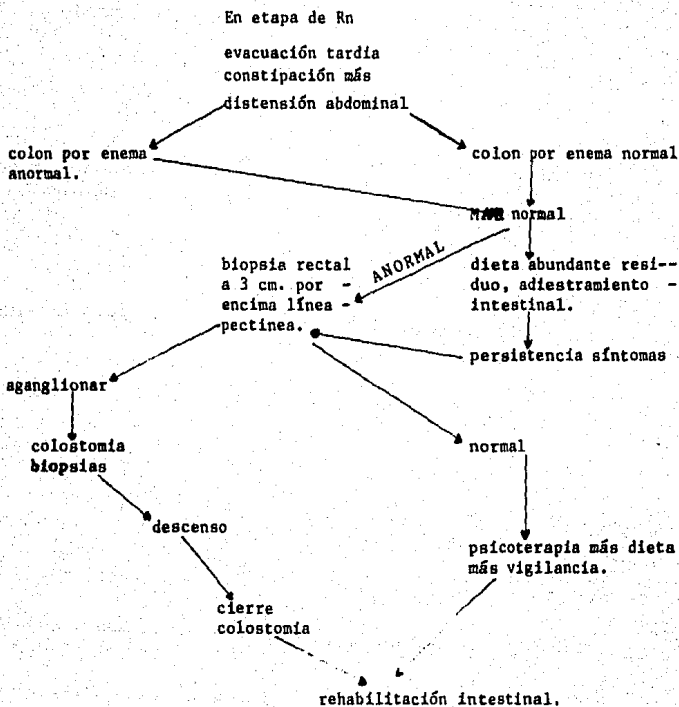 En etapa de Rn
evacuación tardia
constipación más
distensión abdominal
colon por enema
anormal.
colon por enema normal
normal
ANORMAL
biopsia rectal
a 3 cm. por -
encima línea -
pectinea.
dieta abundante resi--
duo, adiestramiento -
intestinal.
persistencia síntomas
aganglionar
colostomia
biopsias
normal
descenso
psicoterapia más dieta
más vigilancia.
cierre
colostomia
rehabilitación intestinal.